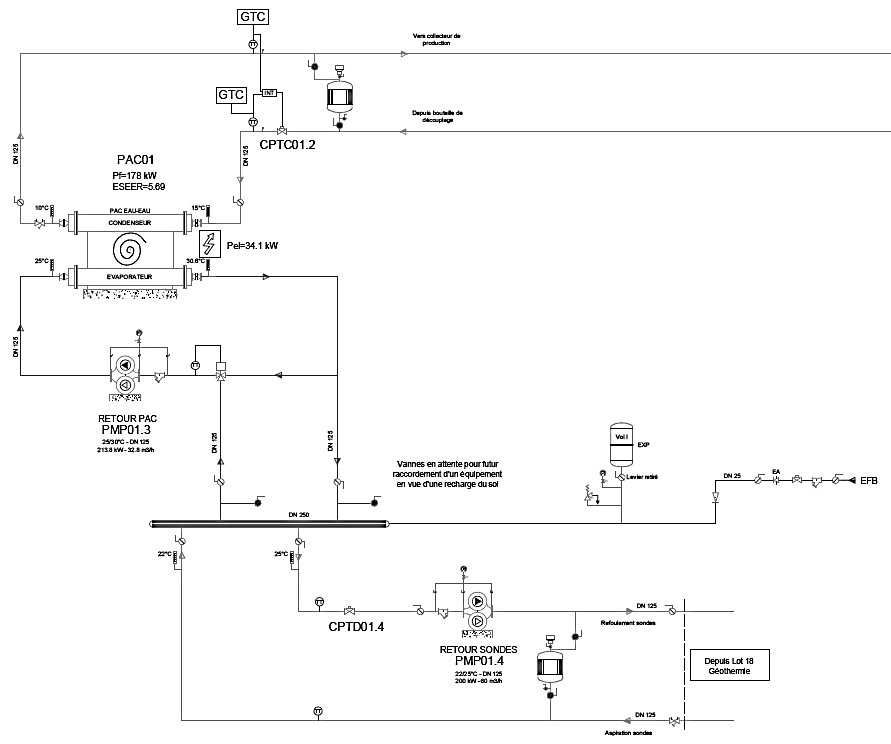 GTC
Vers collecteur de
production
GTC
INT
Depuis bouteille de
découplage
CPTC01.2
DN 125
DN 125
PAC01
Pf=178 kW
ESEER=5.69
10°C
PAC EAU-EAU
15°C
CONDENSEUR
Pel=34.1 kW
25°C
30.6°C
EVAPORATEUR
DN 125
RETOUR PAC
PMP01.3
25/30°C - DN 125
213.8 kW - 32.8 m3/h
DN 125
DN 125
Vannes en attente pour futur
raccordement d'un équipement
en vue d'une recharge du sol
Vol l
EXP
Levier retiré
DN 25
EA
EFB
DN 250
22°C
25°C
CPTD01.4
RETOUR SONDES
PMP01.4
22/25°C - DN 125
200 kW - 60 m3/h
DN 125
Refoulement sondes
Depuis Lot 18
Géothermie
DN 125
Aspiration sondes